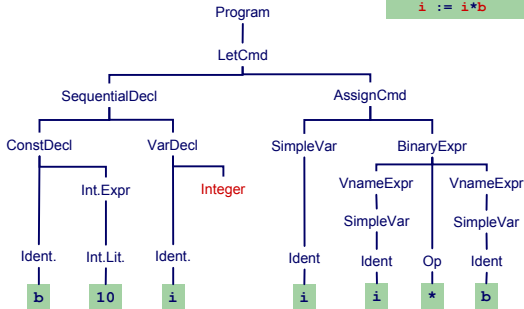 i := i*b
Program
LetCmd
SequentialDecl AssignCmd
ConstDecl VarDecl SimpleVar BinaryExpr
Int.Expr Integer VnameExpr VnameExpr
SimpleVar SimpleVar
Ident. Int.Lit. Ident. Ident Ident Op Ident
b 10 i i i * b